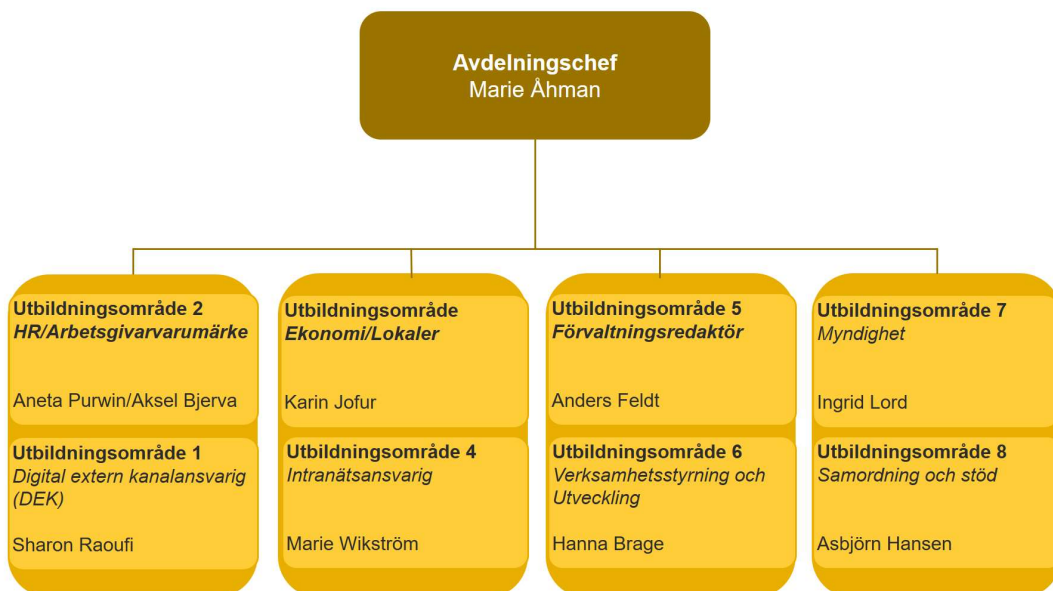 Avdelningschef
Marie Åhman
Utbildningsområde 2
HR/Arbetsgivarvarumärke
Aneta Purwin/Aksel Bjerva
Utbildningsområde 1
Digital extern kanalansvarig
(DEK)
Sharon Raoufi
Utbildningsområde
Ekonomi/Lokaler
Karin Jofur
Utbildningsområde 4
Intranätsansvarig
Marie Wikström
Utbildningsområde 5
Förvaltningsredaktör
Anders Feldt
Utbildningsområde 6
Verksamhetsstyrning och
Utveckling
Hanna Brage
Utbildningsområde 7
Myndighet
Ingrid Lord
Utbildningsområde 8
Samordning och stöd
Asbjörn Hansen